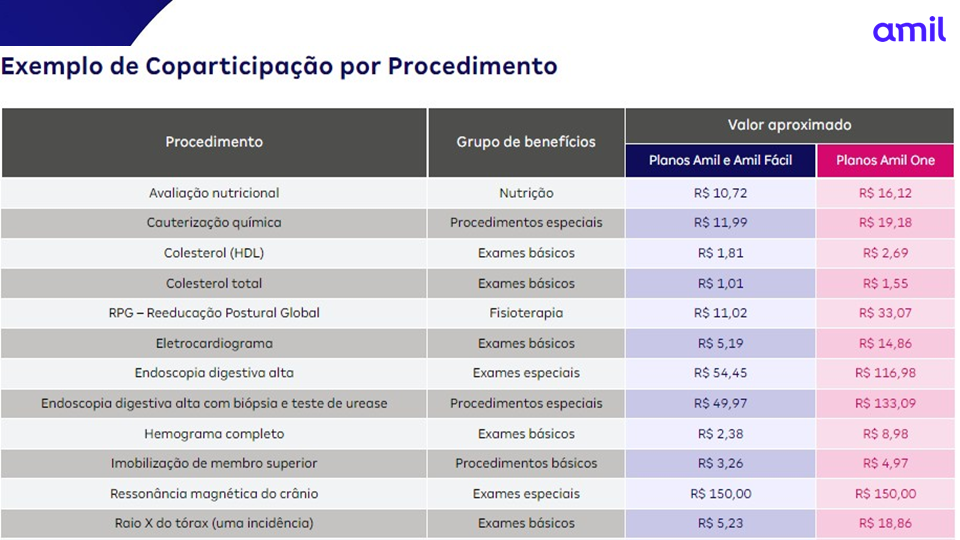 amil
Exemplo de Coparticipação por Procedimento
Procedimento Grupo de benefícios Valor aproximado
Planos Amil e Amil Fácil Planos Amil One
Avaliação nutricional Nutrição R$ 10,72 R$ 16,12
Cauterização química Procedimentos especiais R$ 11,99 R$ 19,18
Colesterol (HDL) Exames básicos R$ 1,81 R$ 2,69
Colesterol total Exames básicos R$ 1,01 R$ 1,55
RPG – Reeducação Postural Global Fisioterapia R$ 11,02 R$ 33,07
Eletrocardiograma Exames básicos R$ 5,19 R$ 14,86
Endoscopia digestiva alta Exames especiais R$ 54,45 R$ 116,98
Endoscopia digestiva alta com biópsia e teste de urease Procedimentos especiais R$ 49,97 R$ 133,09
Hemograma completo Exames básicos R$ 2,38 R$ 8,98
Imobilização de membro superior Procedimentos básicos R$ 3,26 R$ 4,97
Ressonância magnética do crânio Exames especiais R$ 150,00 R$ 150,00
Raio X do tórax (uma incidência) Exames básicos R$ 5,23 R$ 18,86